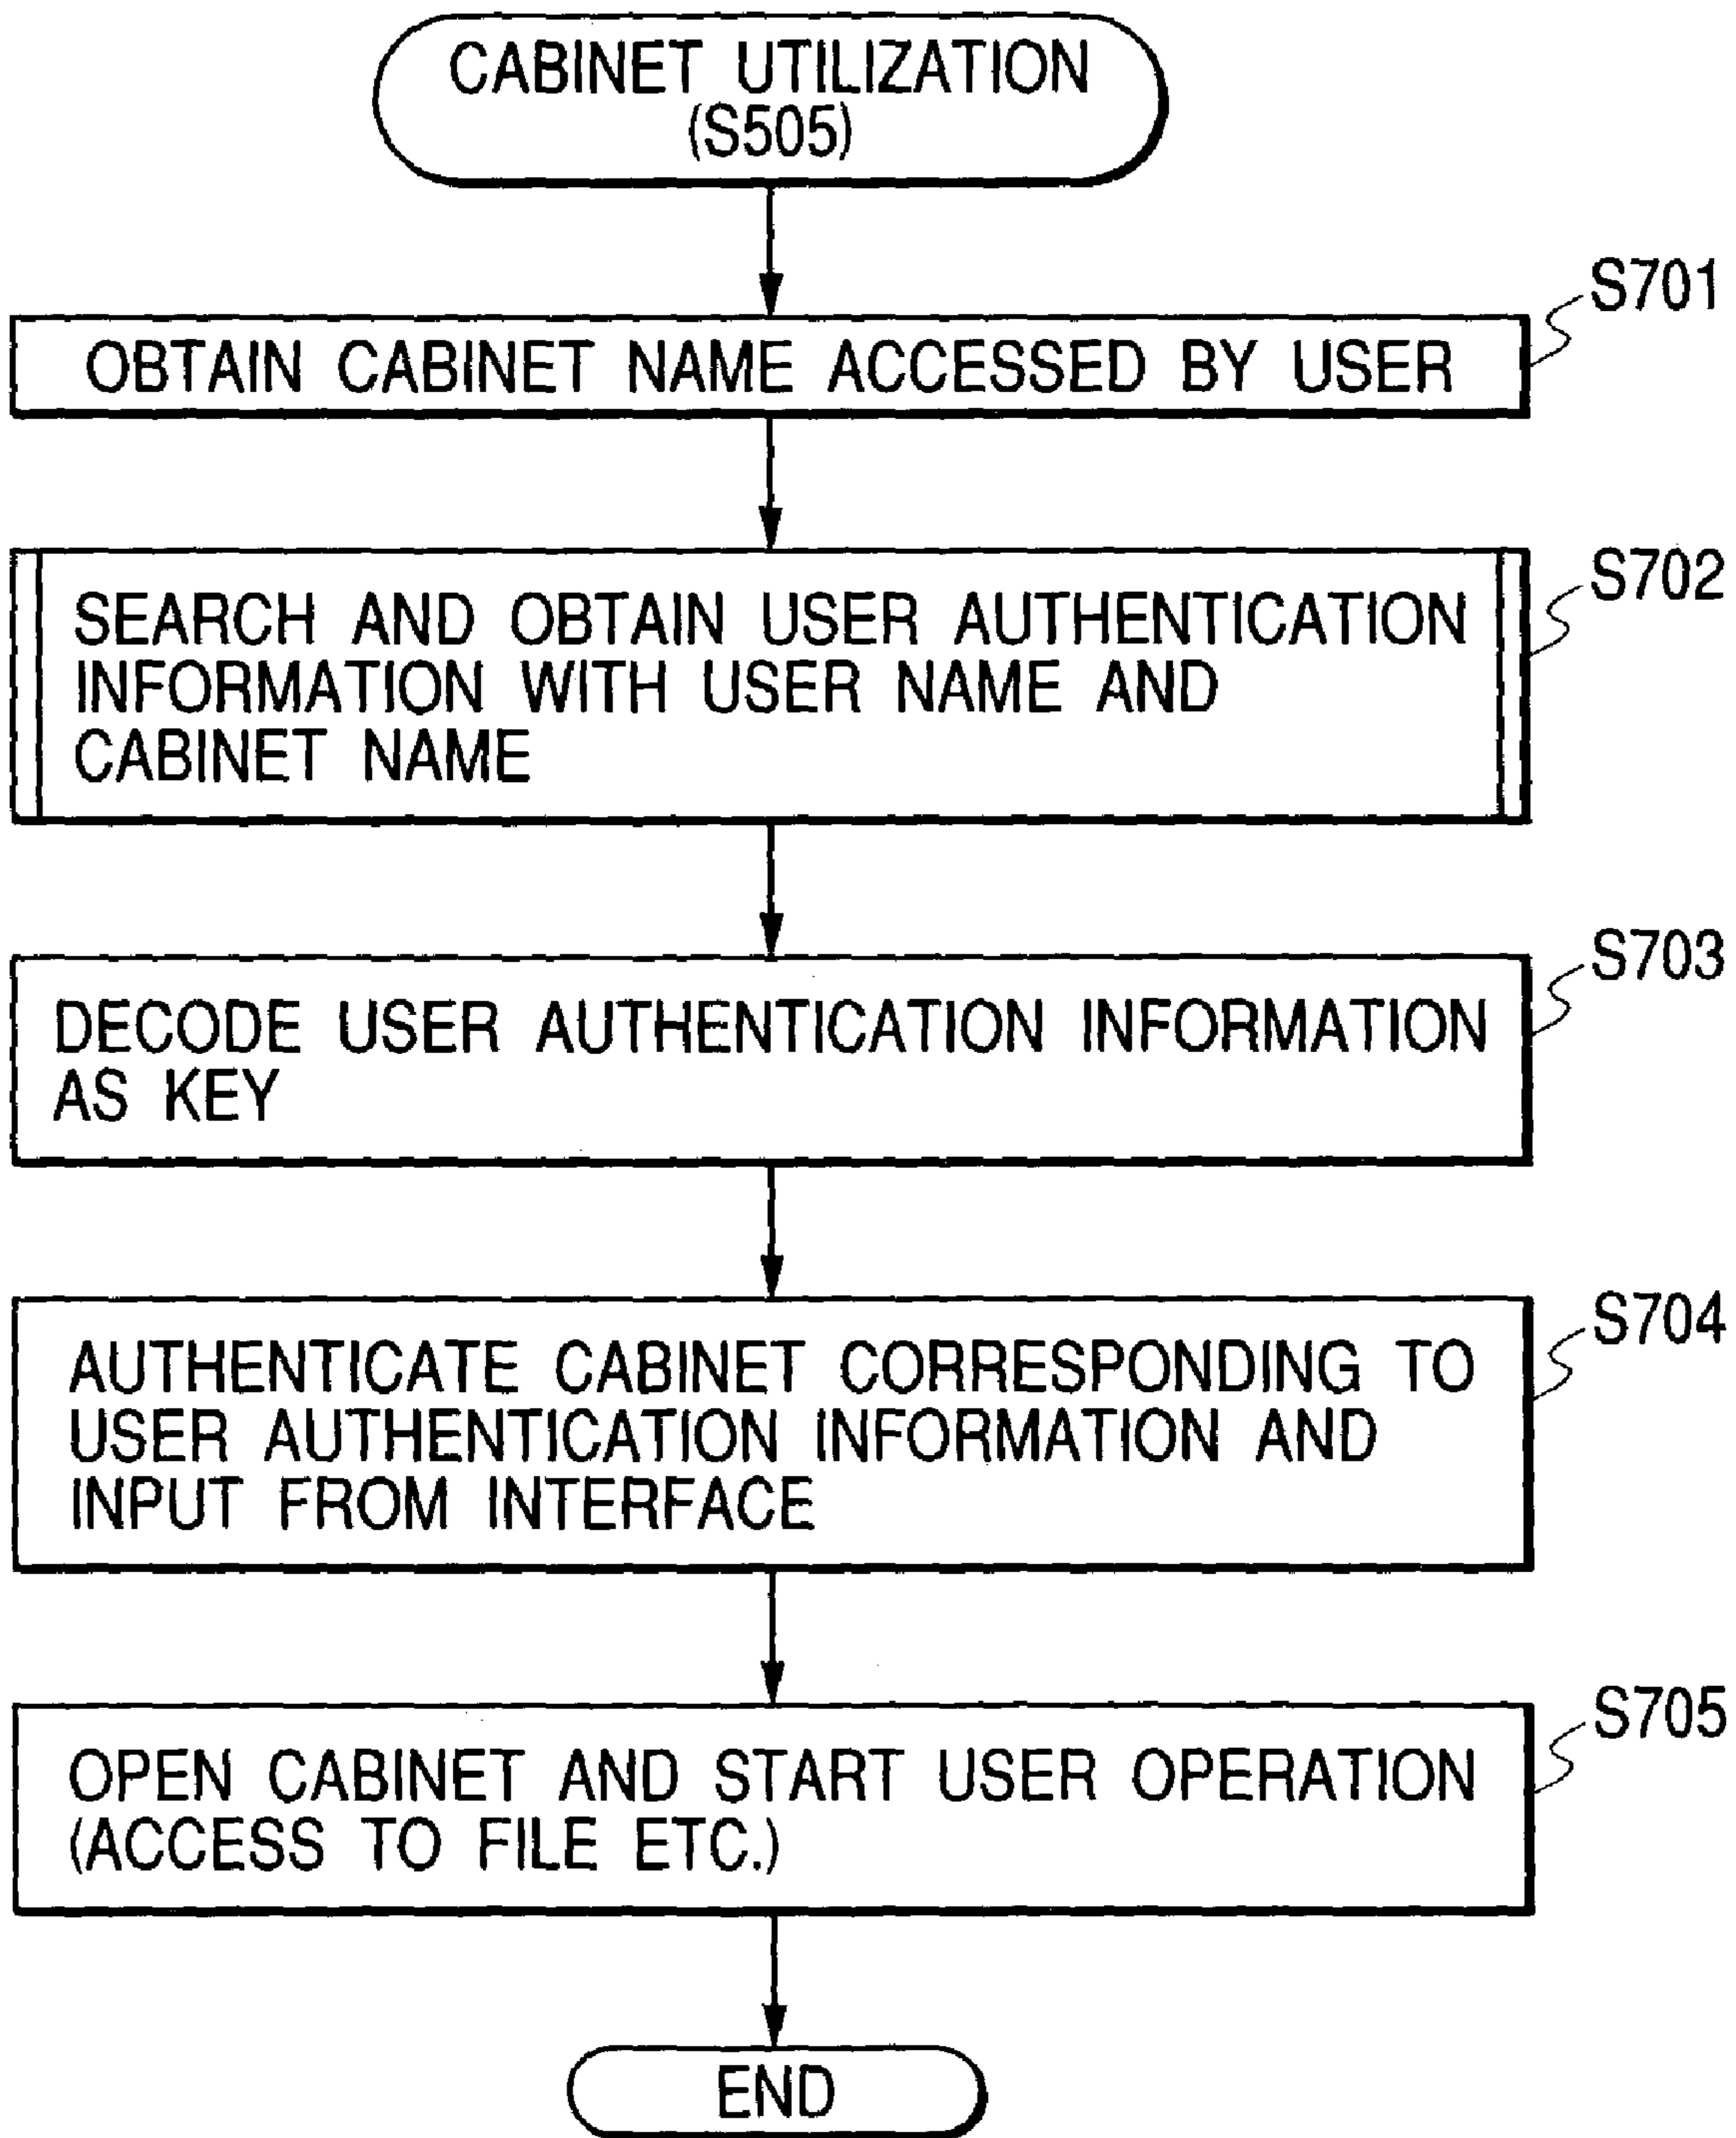 CABINET UTILIZATION
(S505)
S701
OBTAIN CABINET NAME ACCESSED BY USER
S702
SEARCH AND OBTAIN USER AUTHENTICATION
INFORMATION WITH USER NAME AND
CABINET NAME
S703
DECODE USER AUTHENTICATION INFORMATION
AS KEY
S704
AUTHENTICATE CABINET CORRESPONDING TO
USER AUTHENTICATION INFORMATION AND
INPUT FROM INTERFACE
S705
OPEN CABINET AND START USER OPERATION
(ACCESS TO FILE ETC.)
END